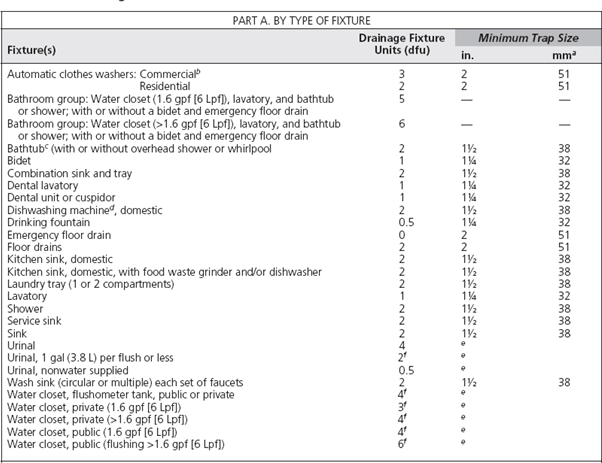 PART A. BY TYPE OF FIXTURE
Drainage Fixture Minimum Trap Size
Fixture(s) Units (dfu) in. mmᵃ
Automatic clothes washers: Commercialᵇ 3 2 51
Residential 2 2 51
Bathroom group: Water closet (1.6 gpf [6 Lpf]), lavatory, and bathtub 5 — —
or shower; with or without a bidet and emergency floor drain
Bathroom group: Water closet (>1.6 gpf [6 Lpf]), lavatory, and bathtub 6 — —
or shower; with or without a bidet and emergency floor drain
Bathtubᶜ (with or without overhead shower or whirlpool 2 1½ 38
Bidet 1 1¼ 32
Combination sink and tray 2 1½ 38
Dental lavatory 1 1¼ 32
Dental unit or cuspidor 1 1¼ 32
Dishwashing machineᵈ, domestic 2 1½ 38
Drinking fountain 0.5 1¼ 32
Emergency floor drain 0 2 51
Floor drains 2 2 51
Kitchen sink, domestic 2 1½ 38
Kitchen sink, domestic, with food waste grinder and/or dishwasher 2 1½ 38
Laundry tray (1 or 2 compartments) 2 1½ 38
Lavatory 1 1¼ 32
Shower 2 1½ 38
Service sink 2 1½ 38
Sink 2 1½ 38
Urinal 4 ᵉ
Urinal, 1 gal (3.8 L) per flush or less 2ᶠ ᵉ
Urinal, nonwater supplied 0.5 ᵉ
Wash sink (circular or multiple) each set of faucets 2 1½ 38
Water closet, flushometer tank, public or private 4ᶠ ᵉ
Water closet, private (1.6 gpf [6 Lpf]) 3ᶠ ᵉ
Water closet, private (>1.6 gpf [6 Lpf]) 4ᶠ ᵉ
Water closet, public (1.6 gpf [6 Lpf]) 4ᶠ ᵉ
Water closet, public (flushing >1.6 gpf [6 Lpf]) 6ᶠ ᵉ